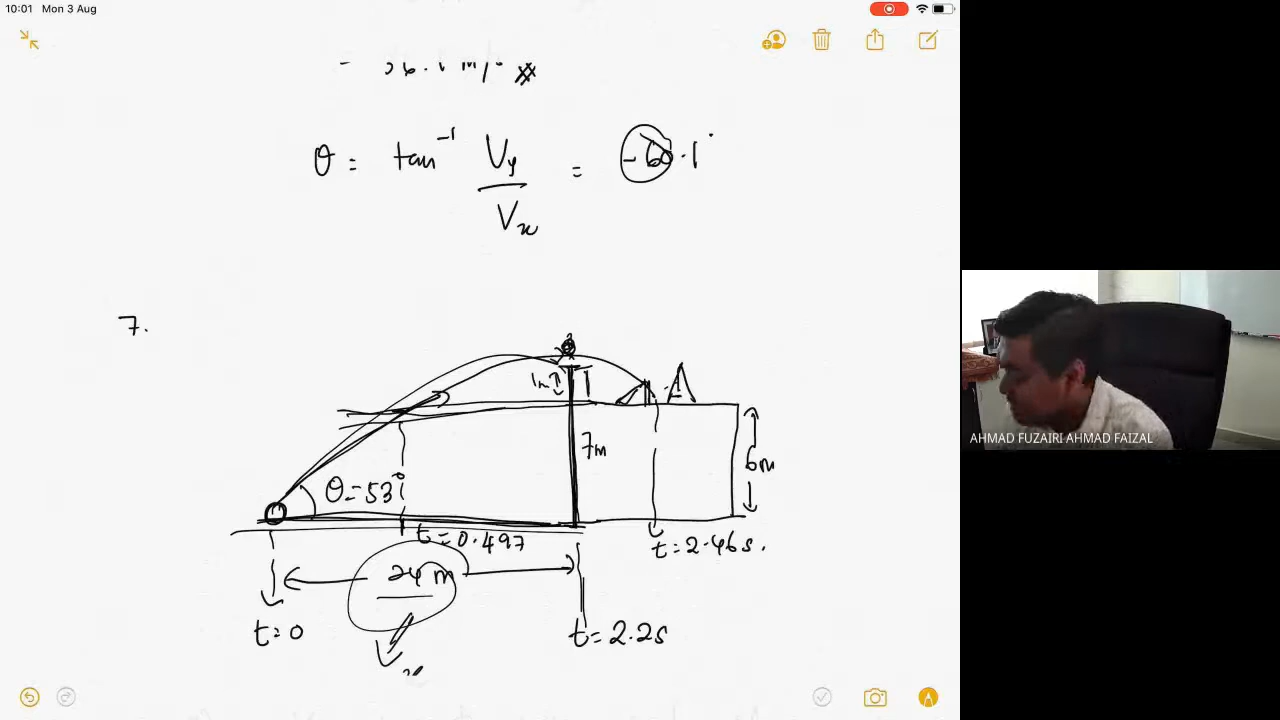 10:01 Mon 3 Aug
θ = tan⁻¹ Vy / Vx = -60.1°
7.
1m
7m
6m
θ=53°
t=0.497
t=2.46s.
24 m
t=0
t=2.2s
AHMAD FUZAIRI AHMAD FAIZAL